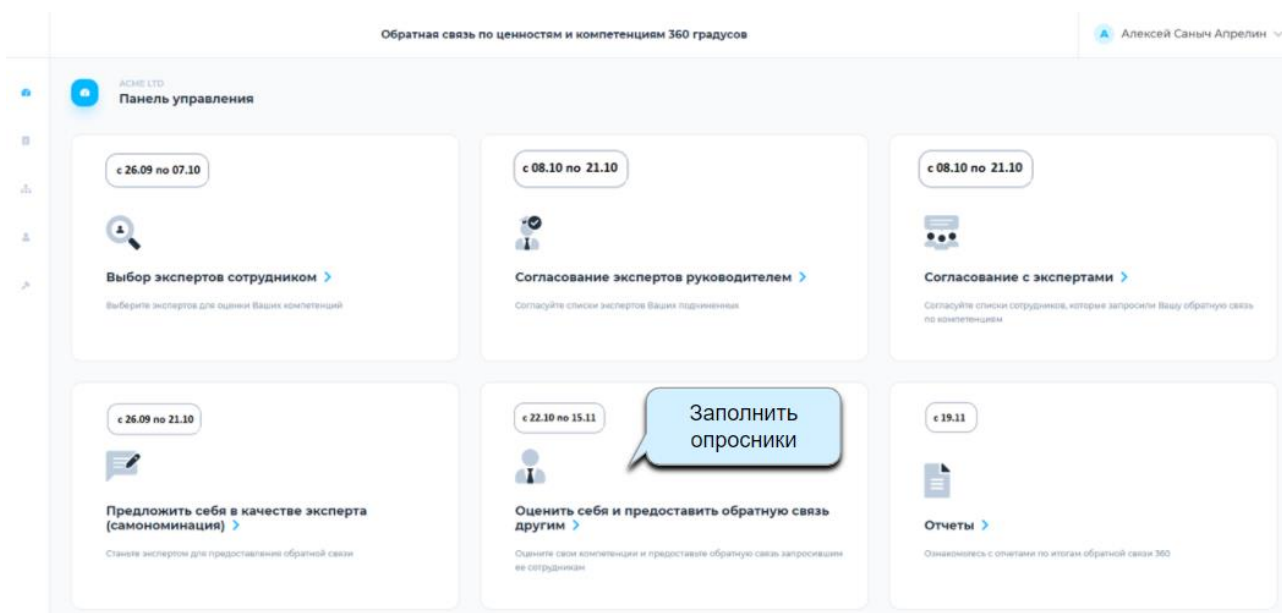 Обратная связь по ценностям и компетенциям 360 градусов
А Алексей Саныч Апрелин
ACME LTD
Панель управления
с 26.09 по 07.10
Выбор экспертов сотрудником >
Выберите экспертов для оценки Ваших компетенций
с 08.10 по 21.10
Согласование экспертов руководителем >
Согласуйте списки экспертов Ваших подчиненных
с 08.10 по 21.10
Согласование с экспертами >
Согласуйте списки сотрудников, которые запросили Вашу обратную связь
по компетенциям
с 26.09 по 21.10
Предложить себя в качестве эксперта
(самономинация) >
Станьте экспертом для предоставления обратной связи
с 22.10 по 15.11
Заполнить
опросники
Оценить себя и предоставить обратную связь
другим >
Оцените свои компетенции и предоставьте обратную связь запросившим
ее сотрудникам
с 19.11
Отчеты >
Ознакомьтесь с отчетами по итогам обратной связи 360